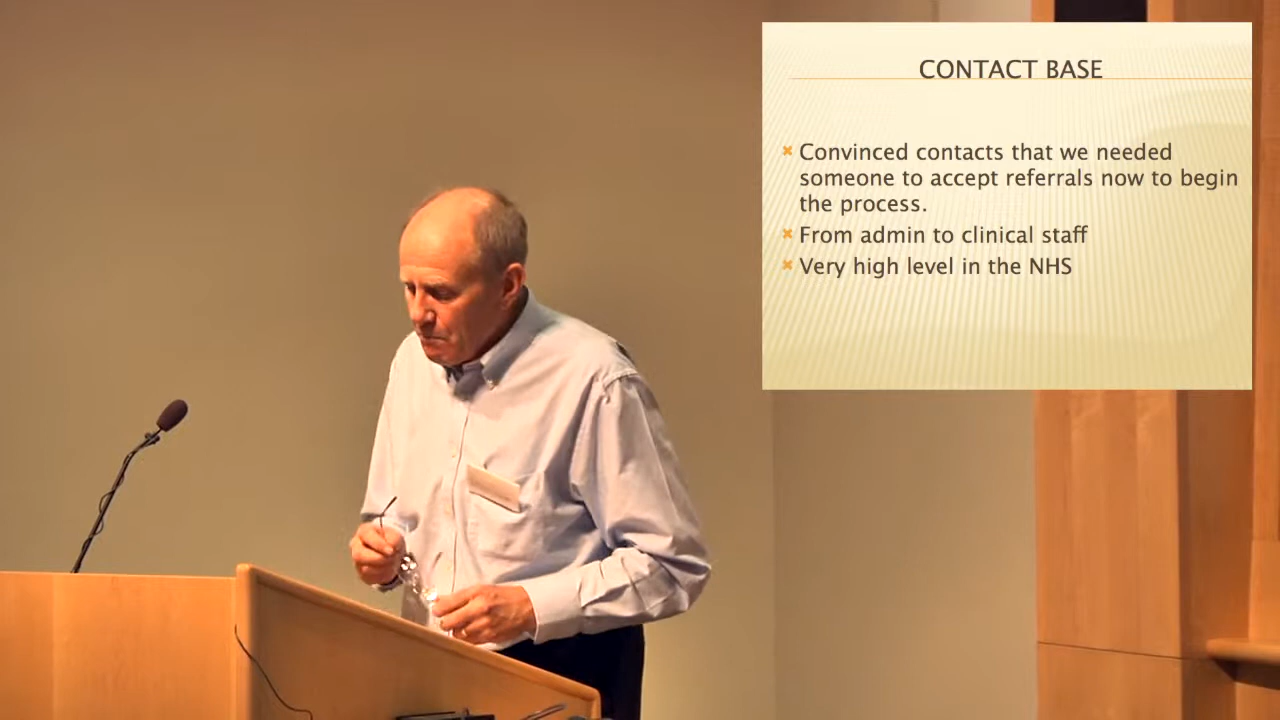 CONTACT BASE
Convinced contacts that we needed
someone to accept referrals now to begin
the process.
From admin to clinical staff
Very high level in the NHS